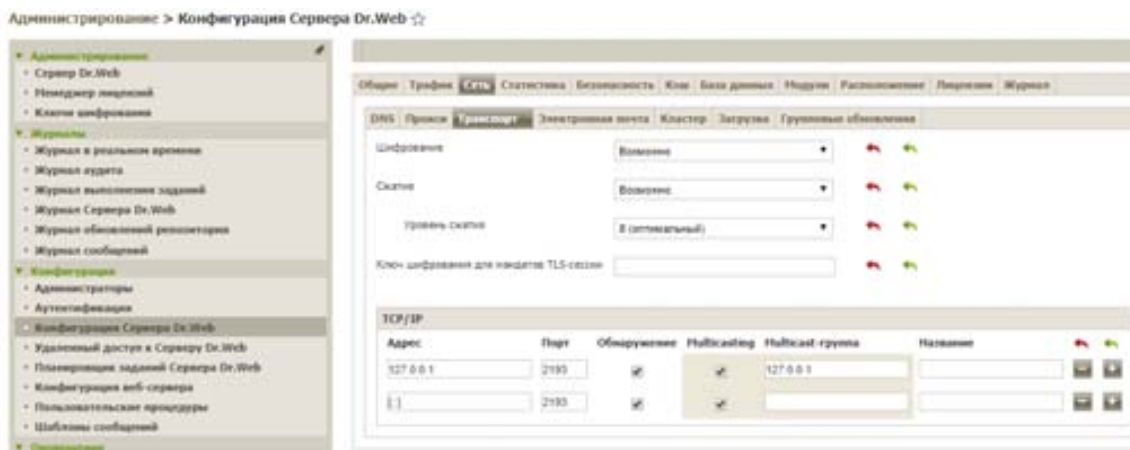 Администрирование > Конфигурация Сервера Dr.Web
Администрирование
Сервер Dr.Web
Менеджер лицензий
Ключи шифрования
Журналы
Журнал в реальном времени
Журнал аудита
Журнал выполнения заданий
Журнал Сервера Dr.Web
Журнал обновлений репозитория
Журнал сообщений
Конфигурация
Администраторы
Аутентификация
Конфигурация Сервера Dr.Web
Удаленный доступ к Серверу Dr.Web
Планировщик заданий Сервера Dr.Web
Конфигурация веб-сервера
Пользовательские процедуры
Шаблоны сообщений
Общие Трафик Сеть Статистика Безопасность Кэш База данных Модули Расположение Лицензии Журнал
DNS Прокси Транспорт Электронная почта Кластер Загрузка Групповые обновления
Шифрование Возможно
Сжатие Возможно
Уровень сжатия 8 (оптимальный)
Ключ шифрования для мандатов TLS-сессии
TCP/IP
Адрес Порт Обнаружение Multicasting Multicast-группа Название
127.0.0.1 2193 127.0.0.1
2193